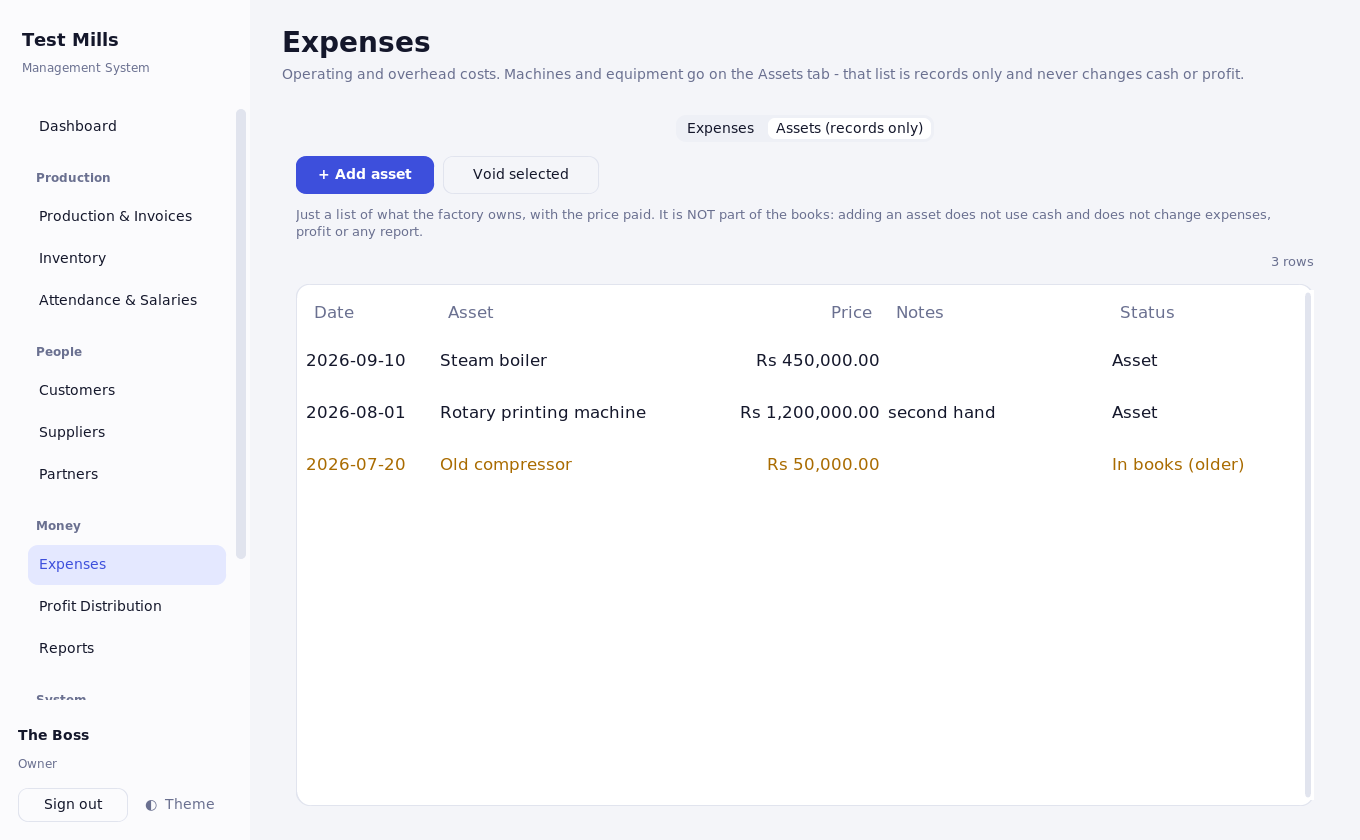 Test Mills
Management System
Dashboard
Production
Production & Invoices
Inventory
Attendance & Salaries
People
Customers
Suppliers
Partners
Money
Expenses
Profit Distribution
Reports
System
The Boss
Owner
Sign out
◐ Theme
Expenses
Operating and overhead costs. Machines and equipment go on the Assets tab - that list is records only and never changes cash or profit.
Expenses Assets (records only)
+ Add asset Void selected
Just a list of what the factory owns, with the price paid. It is NOT part of the books: adding an asset does not use cash and does not change expenses,
profit or any report.
3 rows
Date Asset Price Notes Status
2026-09-10 Steam boiler Rs 450,000.00 Asset
2026-08-01 Rotary printing machine Rs 1,200,000.00 second hand Asset
2026-07-20 Old compressor Rs 50,000.00 In books (older)